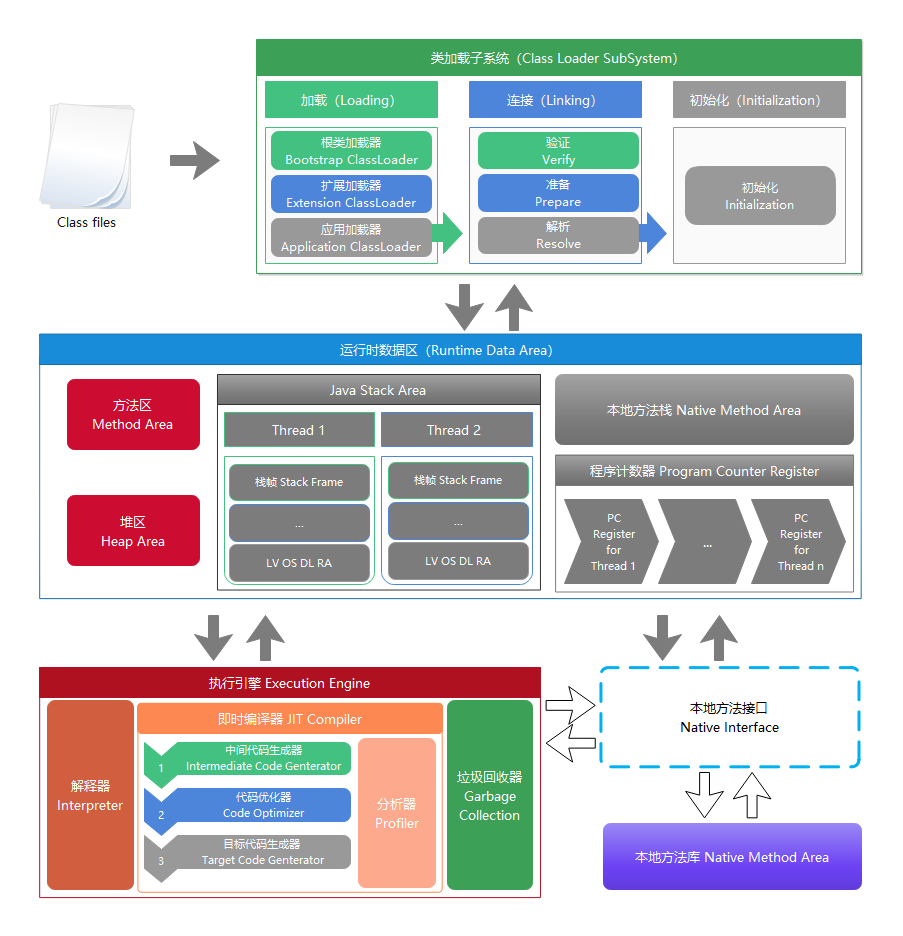 类加载子系统（Class Loader SubSystem）
加载（Loading）
连接（Linking）
初始化（Initialization）
根类加载器
Bootstrap ClassLoader
扩展加载器
Extension ClassLoader
应用加载器
Application ClassLoader
验证
Verify
准备
Prepare
解析
Resolve
初始化
Initialization
Class files
运行时数据区（Runtime Data Area）
方法区
Method Area
堆区
Heap Area
Java Stack Area
Thread 1
Thread 2
栈帧 Stack Frame
...
LV OS DL RA
栈帧 Stack Frame
...
LV OS DL RA
本地方法栈 Native Method Area
程序计数器 Program Counter Register
PC
Register
for
Thread 1
...
PC
Register
for
Thread n
执行引擎 Execution Engine
解释器
Interpreter
即时编译器 JIT Compiler
1
中间代码生成器
Intermediate Code Genterator
2
代码优化器
Code Optimizer
3
目标代码生成器
Target Code Genterator
分析器
Profiler
垃圾回收器
Garbage
Collection
本地方法接口
Native Interface
本地方法库 Native Method Area